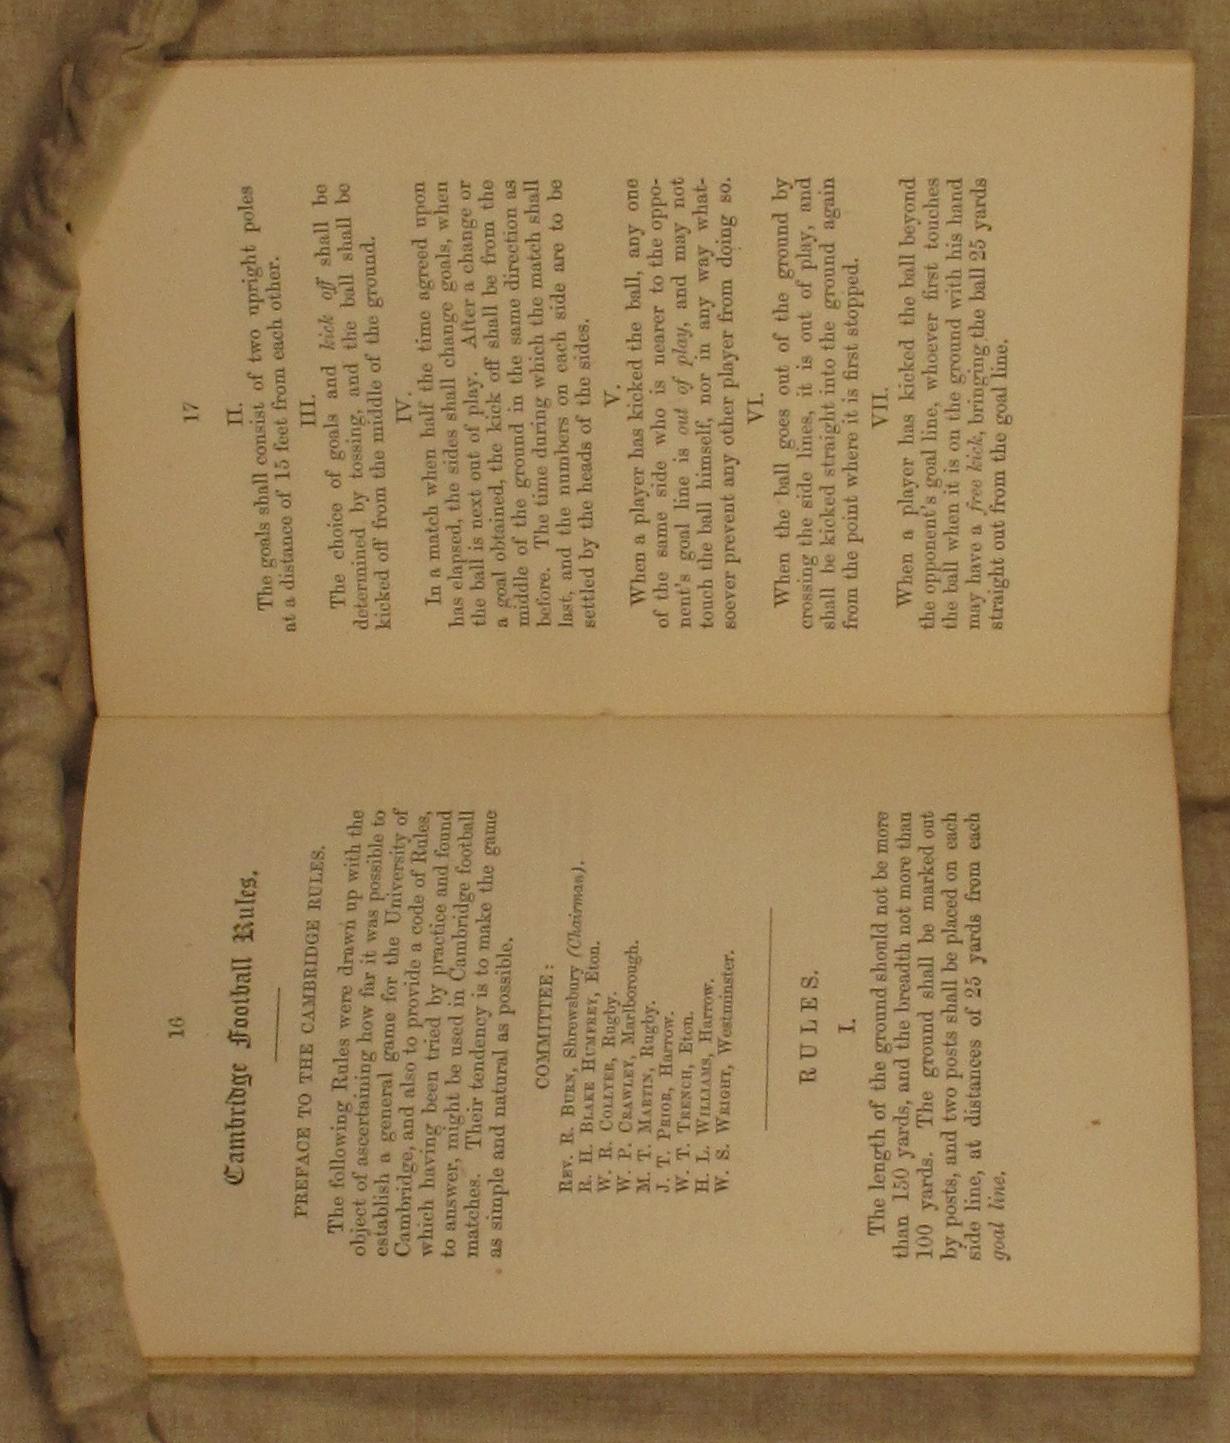 16
Cambridge Football Rules.
PREFACE TO THE CAMBRIDGE RULES.
The following Rules were drawn up with the
object of ascertaining how far it was possible to
establish a general game for the University of
Cambridge, and also to provide a code of Rules,
which having been tried by practice and found
to answer, might be used in Cambridge football
matches. Their tendency is to make the game
as simple and natural as possible.
COMMITTEE:
REV. R. BURN, Shrewsbury (Chairman).
R. H. BLAKE HUMFREY, Eton.
W. R. COLLYER, Rugby.
W. P. CRAWLEY, Marlborough.
M. T. MARTIN, Rugby.
J. T. PRIOR, Harrow.
W. T. TRENCH, Eton.
H. L. WILLIAMS, Harrow.
W. S. WRIGHT, Westminster.
RULES.
I.
The length of the ground should not be more
than 150 yards, and the breadth not more than
100 yards. The ground shall be marked out
by posts, and two posts shall be placed on each
side line, at distances of 25 yards from each
goal line.
17
II.
The goals shall consist of two upright poles
at a distance of 15 feet from each other.
III.
The choice of goals and kick off shall be
determined by tossing, and the ball shall be
kicked off from the middle of the ground.
IV.
In a match when half the time agreed upon
has elapsed, the sides shall change goals, when
the ball is next out of play. After a change or
a goal obtained, the kick off shall be from the
middle of the ground in the same direction as
before. The time during which the match shall
last, and the numbers on each side are to be
settled by the heads of the sides.
V.
When a player has kicked the ball, any one
of the same side who is nearer to the oppo-
nent's goal line is out of play, and may not
touch the ball himself, nor in any way what-
soever prevent any other player from doing so.
VI.
When the ball goes out of the ground by
crossing the side lines, it is out of play, and
shall be kicked straight into the ground again
from the point where it is first stopped.
VII.
When a player has kicked the ball beyond
the opponent's goal line, whoever first touches
the ball when it is on the ground with his hand
may have a free kick, bringing the ball 25 yards
straight out from the goal line.